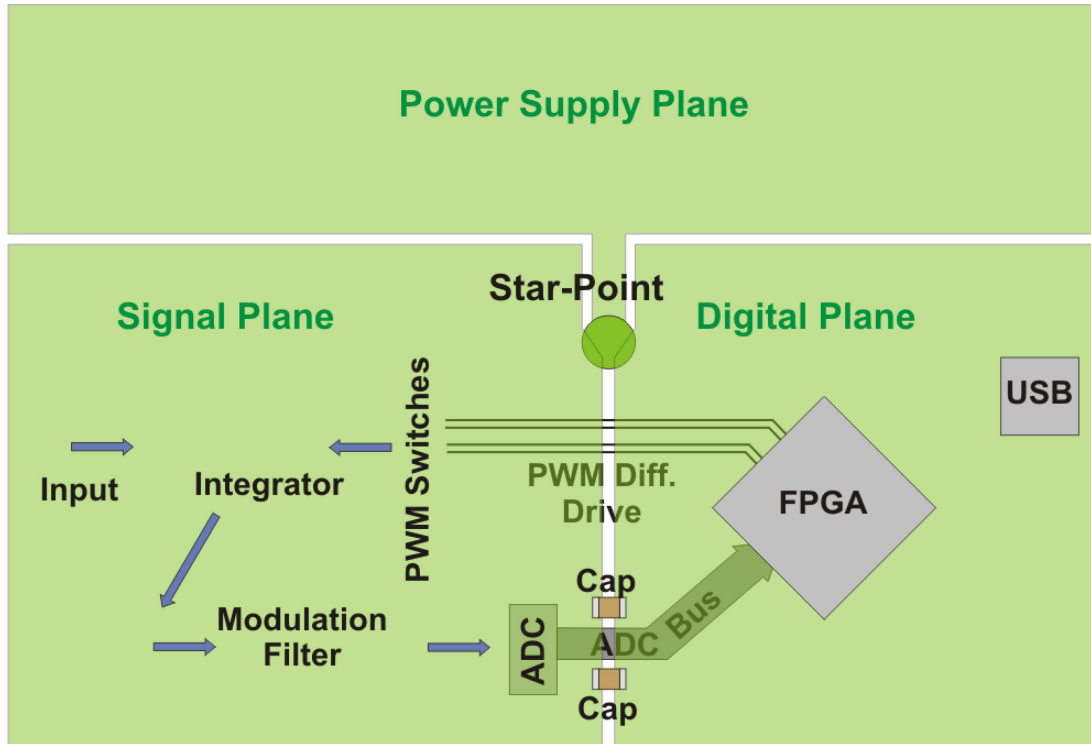 Power Supply Plane
Star-Point
Signal Plane
Digital Plane
USB
PWM Switches
Input
Integrator
PWM Diff.
Drive
FPGA
Cap
Modulation
Filter
ADC
ADC
Bus
Cap